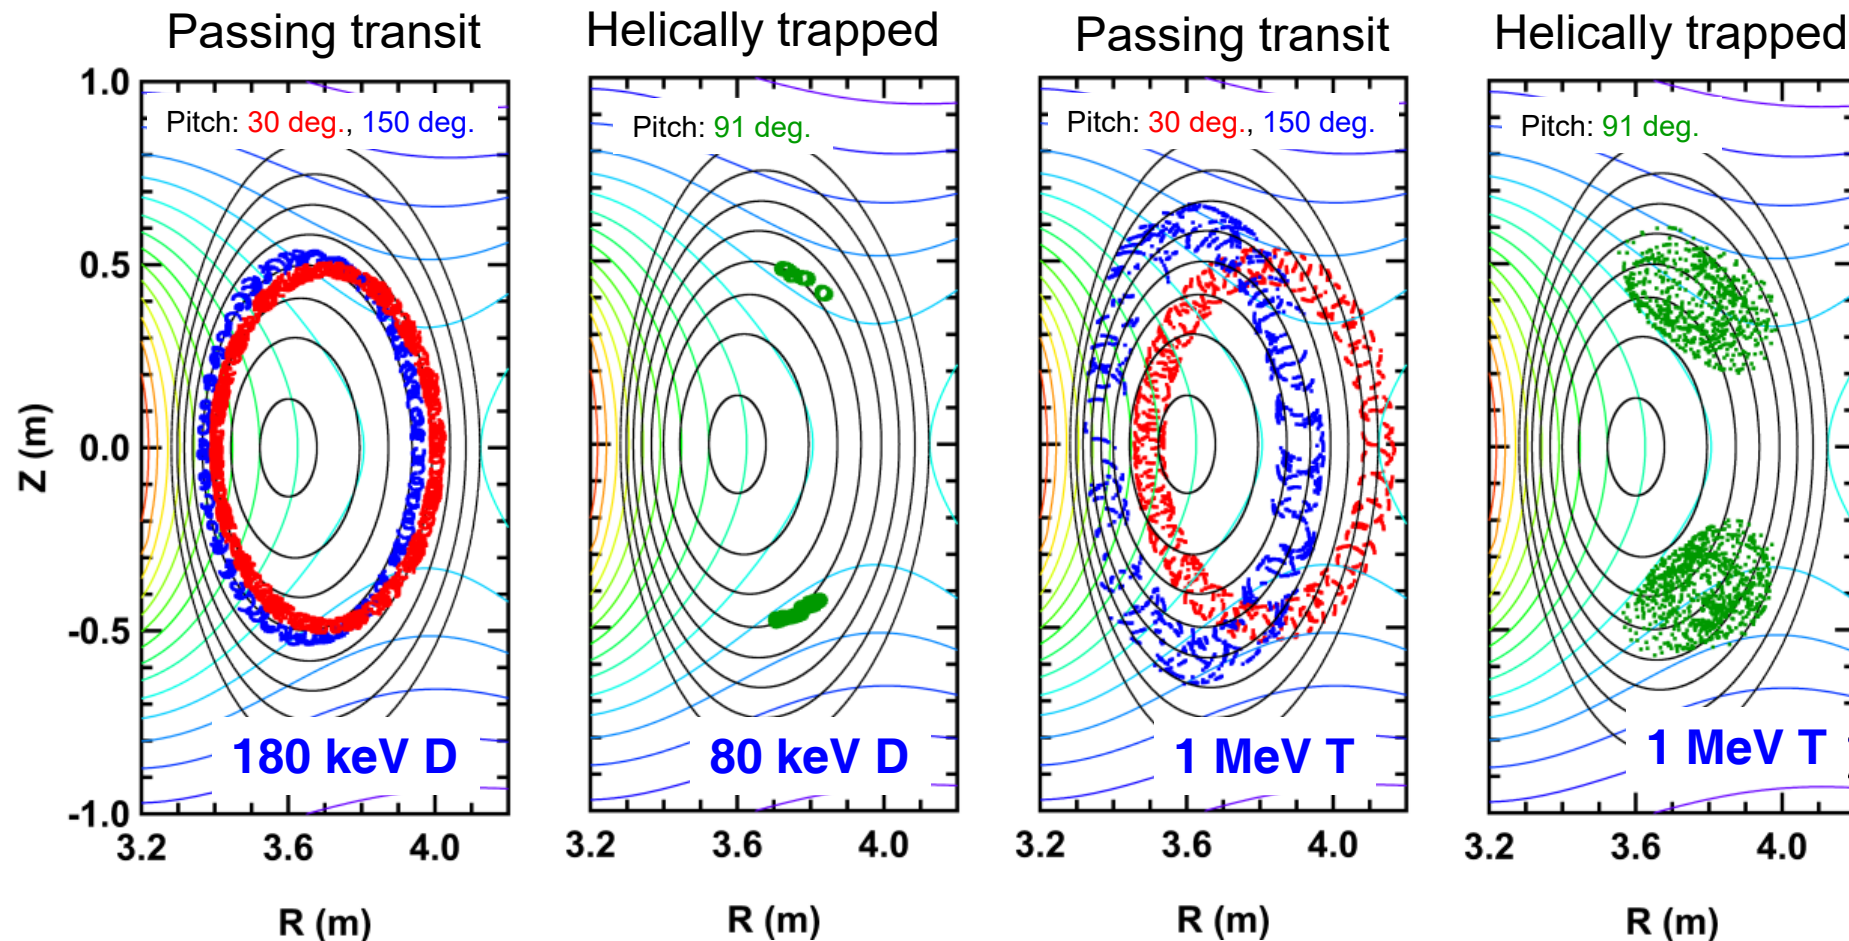 Passing transit
Helically trapped
Passing transit
Helically trapped
Pitch: 30 deg., 150 deg.
Pitch: 91 deg.
Pitch: 30 deg., 150 deg.
Pitch: 91 deg.
1.0
0.5
0.0
-0.5
-1.0
Z (m)
180 keV D
80 keV D
1 MeV T
1 MeV T
3.2 3.6 4.0
3.2 3.6 4.0
3.2 3.6 4.0
3.2 3.6 4.0
R (m)
R (m)
R (m)
R (m)